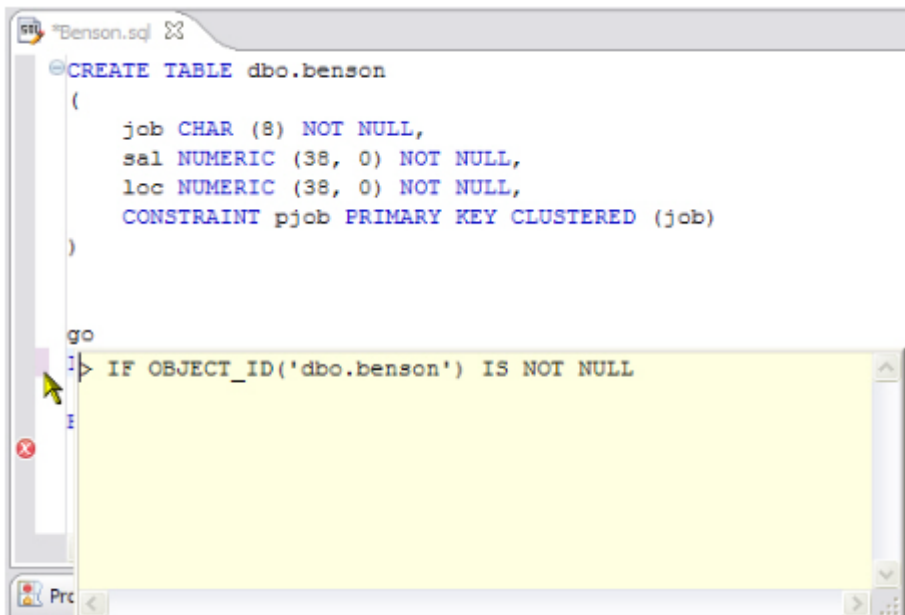 *Benson.sql
CREATE TABLE dbo.benson
(
job CHAR (8) NOT NULL,
sal NUMERIC (38, 0) NOT NULL,
loc NUMERIC (38, 0) NOT NULL,
CONSTRAINT pjob PRIMARY KEY CLUSTERED (job)
)
go
> IF OBJECT_ID('dbo.benson') IS NOT NULL